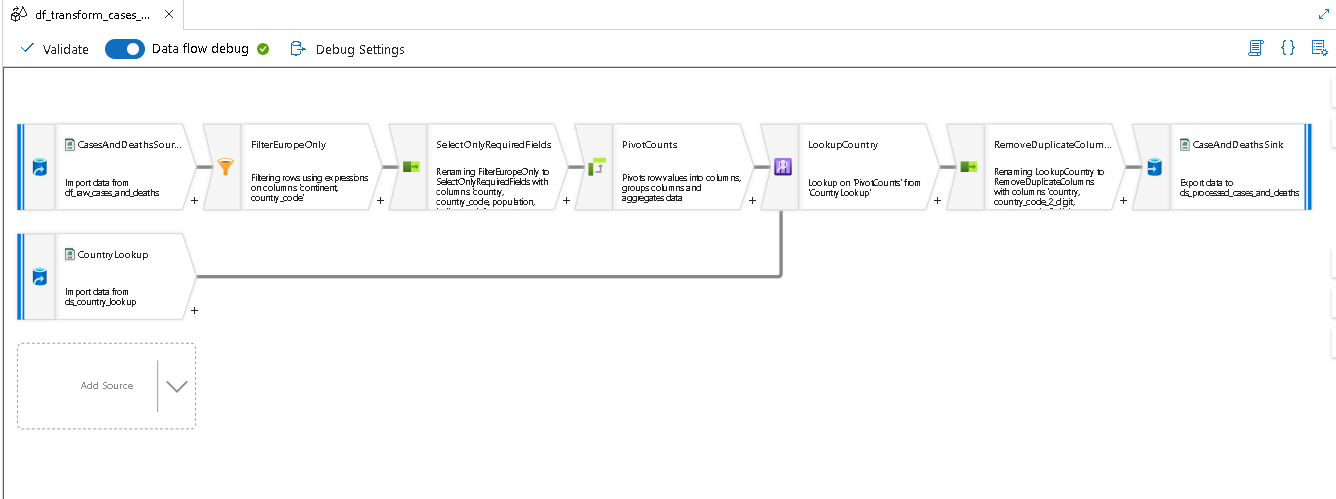 df_transform_cases_...
Validate
Data flow debug
Debug Settings
CasesAndDeathsSour...
Import data from
df_raw_cases_and_deaths
+
FilterEuropeOnly
Filtering rows using expressions
on columns 'continent,
country_code'
+
SelectOnlyRequiredFields
Renaming FilterEuropeOnly to
SelectOnlyRequiredFields with
columns 'country,
country_code, population,
+
PivotCounts
Pivots row values into columns,
groups columns and
aggregates data
+
LookupCountry
Lookup on 'PivotCounts' from
'CountryLookup'
+
RemoveDuplicateColum...
Renaming LookupCountry to
RemoveDuplicateColumns
with columns 'country,
country_code_2_digit,
+
CaseAndDeathsSink
Export data to
ds_processed_cases_and_deaths
CountryLookup
Import data from
ds_country_lookup
+
Add Source